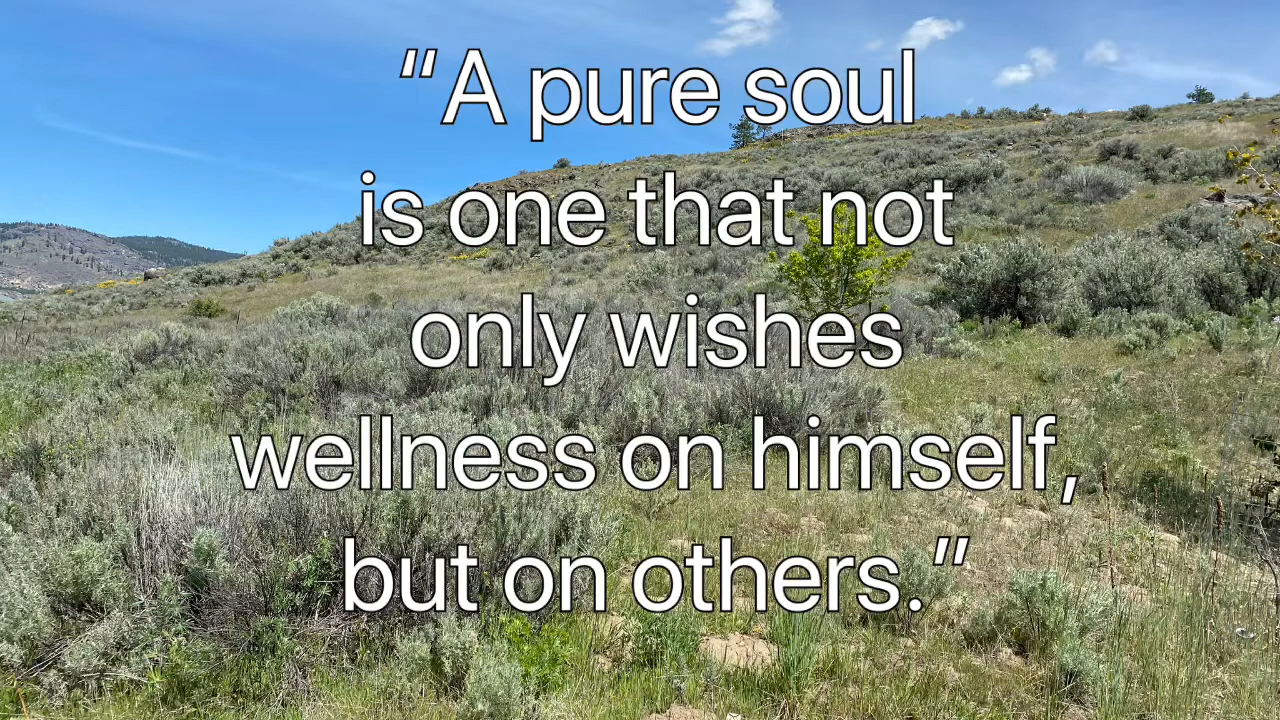 “A pure soul
is one that not
only wishes
wellness on himself,
but on others.”